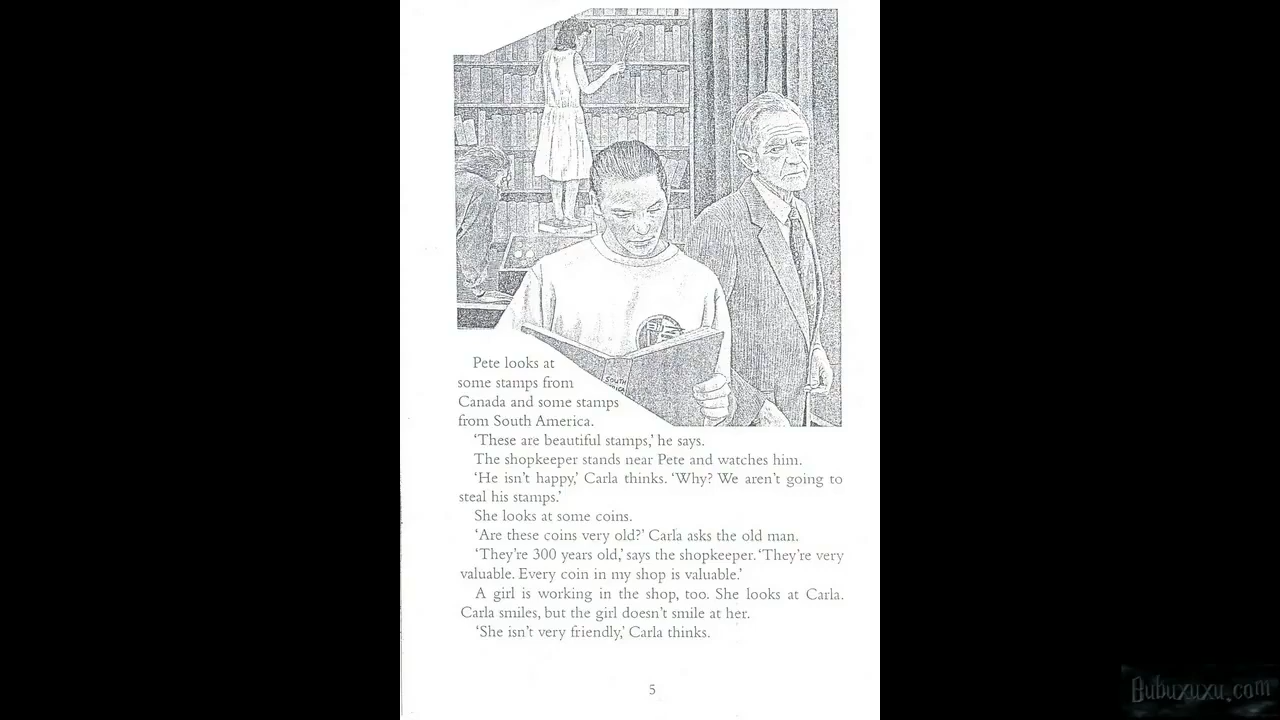 SOUTH
Pete looks at
some stamps from
Canada and some stamps
from South America.
‘These are beautiful stamps,’ he says.
The shopkeeper stands near Pete and watches him.
‘He isn’t happy,’ Carla thinks. ‘Why? We aren’t going to
steal his stamps.’
She looks at some coins.
‘Are these coins very old?’ Carla asks the old man.
‘They’re 300 years old,’ says the shopkeeper. ‘They’re very
valuable. Every coin in my shop is valuable.’
A girl is working in the shop, too. She looks at Carla.
Carla smiles, but the girl doesn’t smile at her.
‘She isn’t very friendly,’ Carla thinks.
5
Bubuxuxu.com